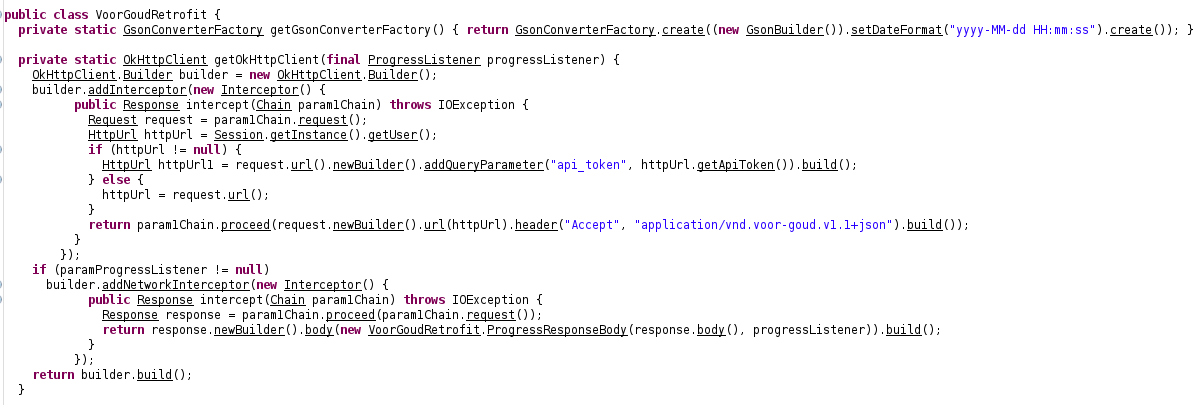 public class VoorGoudRetrofit {
  private static GsonConverterFactory getGsonConverterFactory() { return GsonConverterFactory.create((new GsonBuilder()).setDateFormat("yyyy-MM-dd HH:mm:ss").create()); }
  private static OkHttpClient getOkHttpClient(final ProgressListener progressListener) {
    OkHttpClient.Builder builder = new OkHttpClient.Builder();
    builder.addInterceptor(new Interceptor() {
          public Response intercept(Chain param1Chain) throws IOException {
            Request request = param1Chain.request();
            HttpUrl httpUrl = Session.getInstance().getUser();
            if (httpUrl != null) {
              HttpUrl httpUrl1 = request.url().newBuilder().addQueryParameter("api_token", httpUrl.getApiToken()).build();
            } else {
              httpUrl = request.url();
            }
            return param1Chain.proceed(request.newBuilder().url(httpUrl).header("Accept", "application/vnd.voor-goud.v1.1+json").build());
          }
        });
    if (paramProgressListener != null)
      builder.addNetworkInterceptor(new Interceptor() {
            public Response intercept(Chain param1Chain) throws IOException {
              Response response = param1Chain.proceed(param1Chain.request());
              return response.newBuilder().body(new VoorGoudRetrofit.ProgressResponseBody(response.body(), progressListener)).build();
            }
          });
    return builder.build();
  }